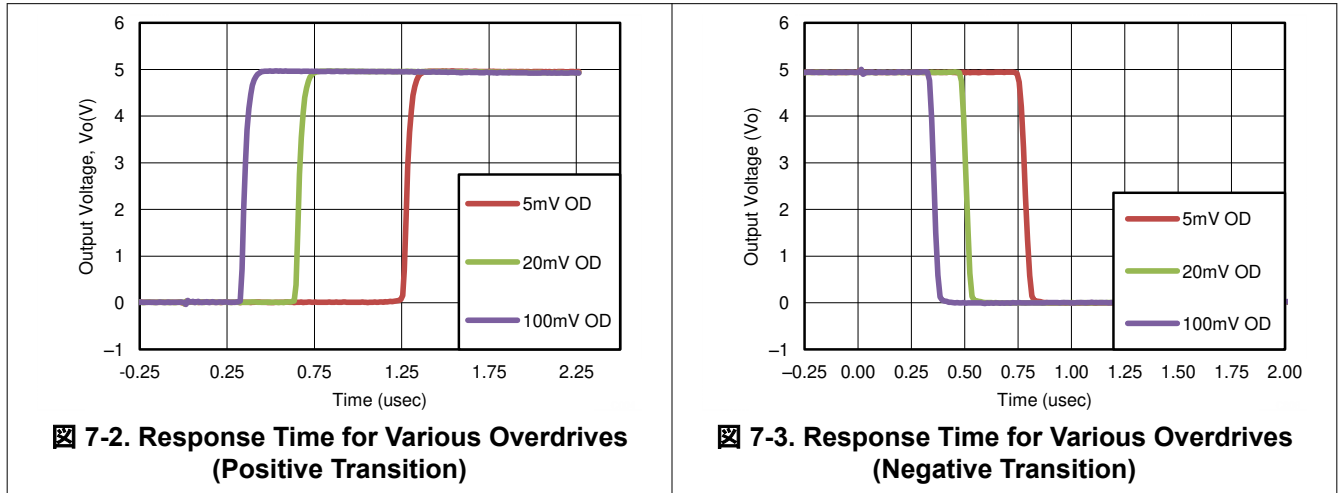 6
5
4
3
2
1
0
–1
Output Voltage, Vo(V)
-0.25 0.25 0.75 1.25 1.75 2.25
Time (usec)
5mV OD
20mV OD
100mV OD
図 7-2. Response Time for Various Overdrives
(Positive Transition)
6
5
4
3
2
1
0
–1
Output Voltage (Vo)
–0.25 0.00 0.25 0.50 0.75 1.00 1.25 1.50 1.75 2.00
Time (usec)
5mV OD
20mV OD
100mV OD
図 7-3. Response Time for Various Overdrives
(Negative Transition)